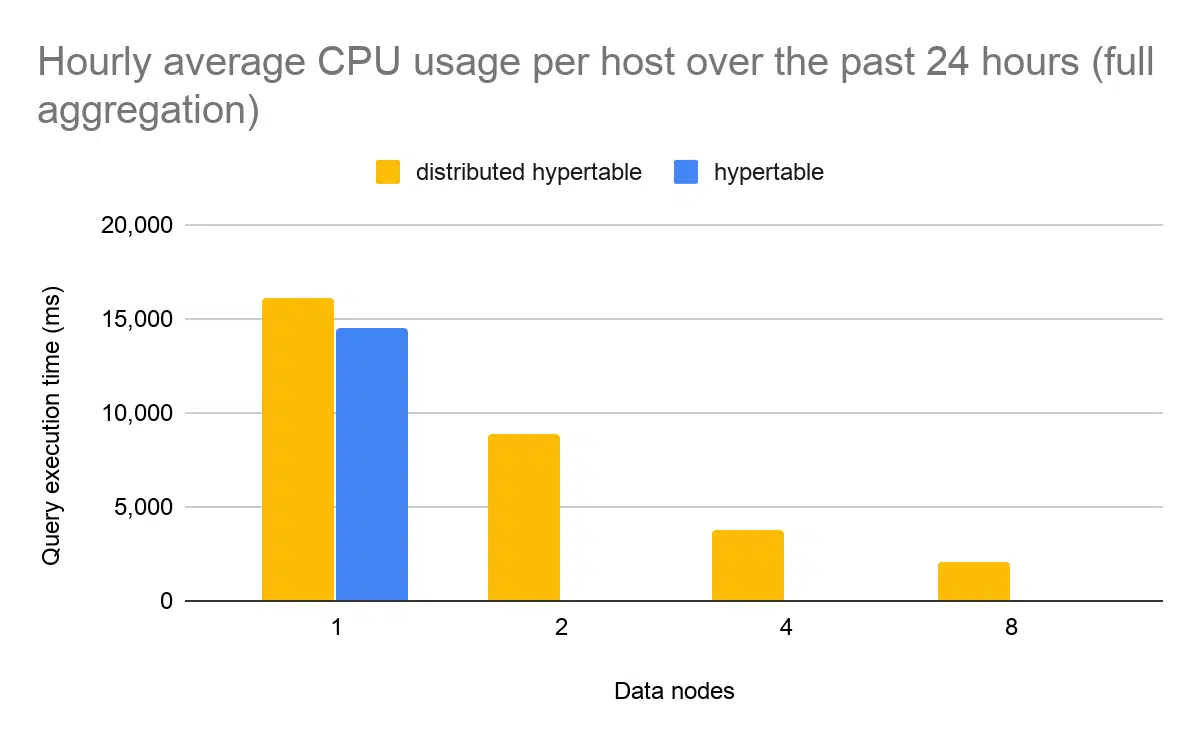 Hourly average CPU usage per host over the past 24 hours (full
aggregation)
distributed hypertable
hypertable
Query execution time (ms)
20,000
15,000
10,000
5,000
0
1
2
4
8
Data nodes